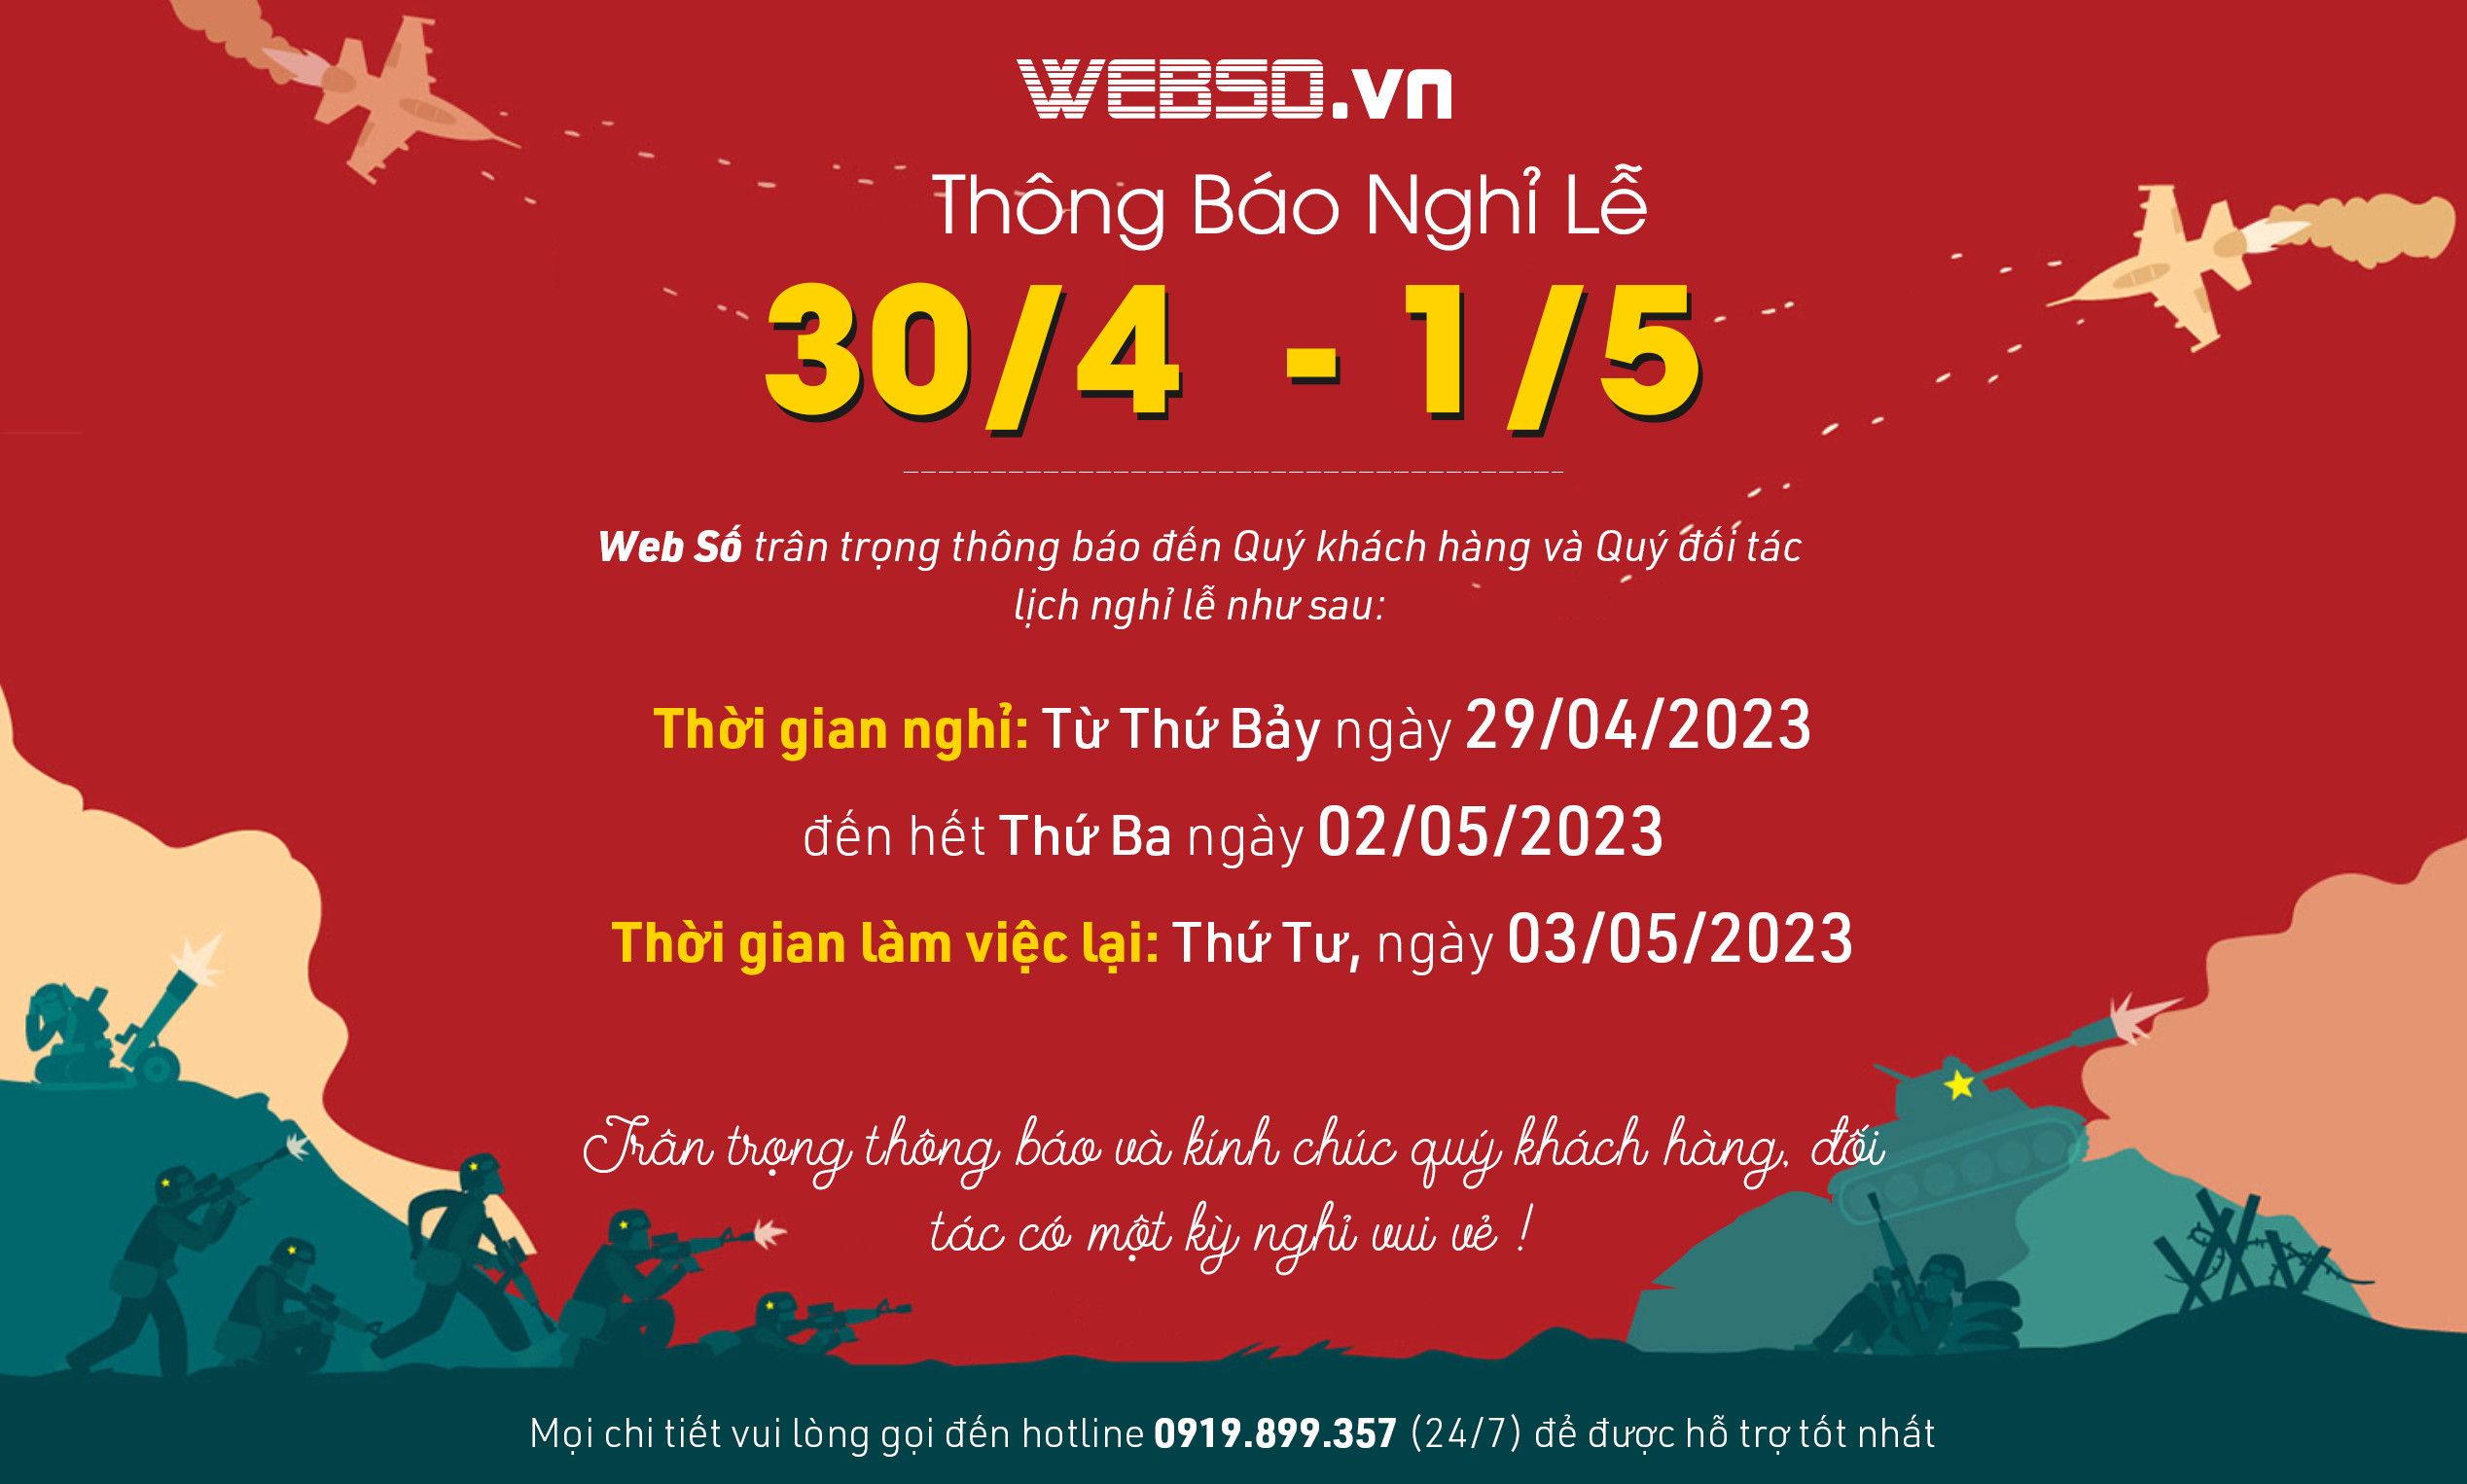 WEBSO.vn
Thông Báo Nghỉ Lễ
30/4 - 1/5
Web Số trân trọng thông báo đến Quý khách hàng và Quý đối tác
lịch nghỉ lễ như sau:
Thời gian nghỉ: Từ Thứ Bảy ngày 29/04/2023
đến hết Thứ Ba ngày 02/05/2023
Thời gian làm việc lại: Thứ Tư, ngày 03/05/2023
Trân trọng thông báo và kính chúc quý khách hàng, đối
tác có một kỳ nghỉ vui vẻ !
Mọi chi tiết vui lòng gọi đến hotline 0919.899.357 (24/7) để được hỗ trợ tốt nhất